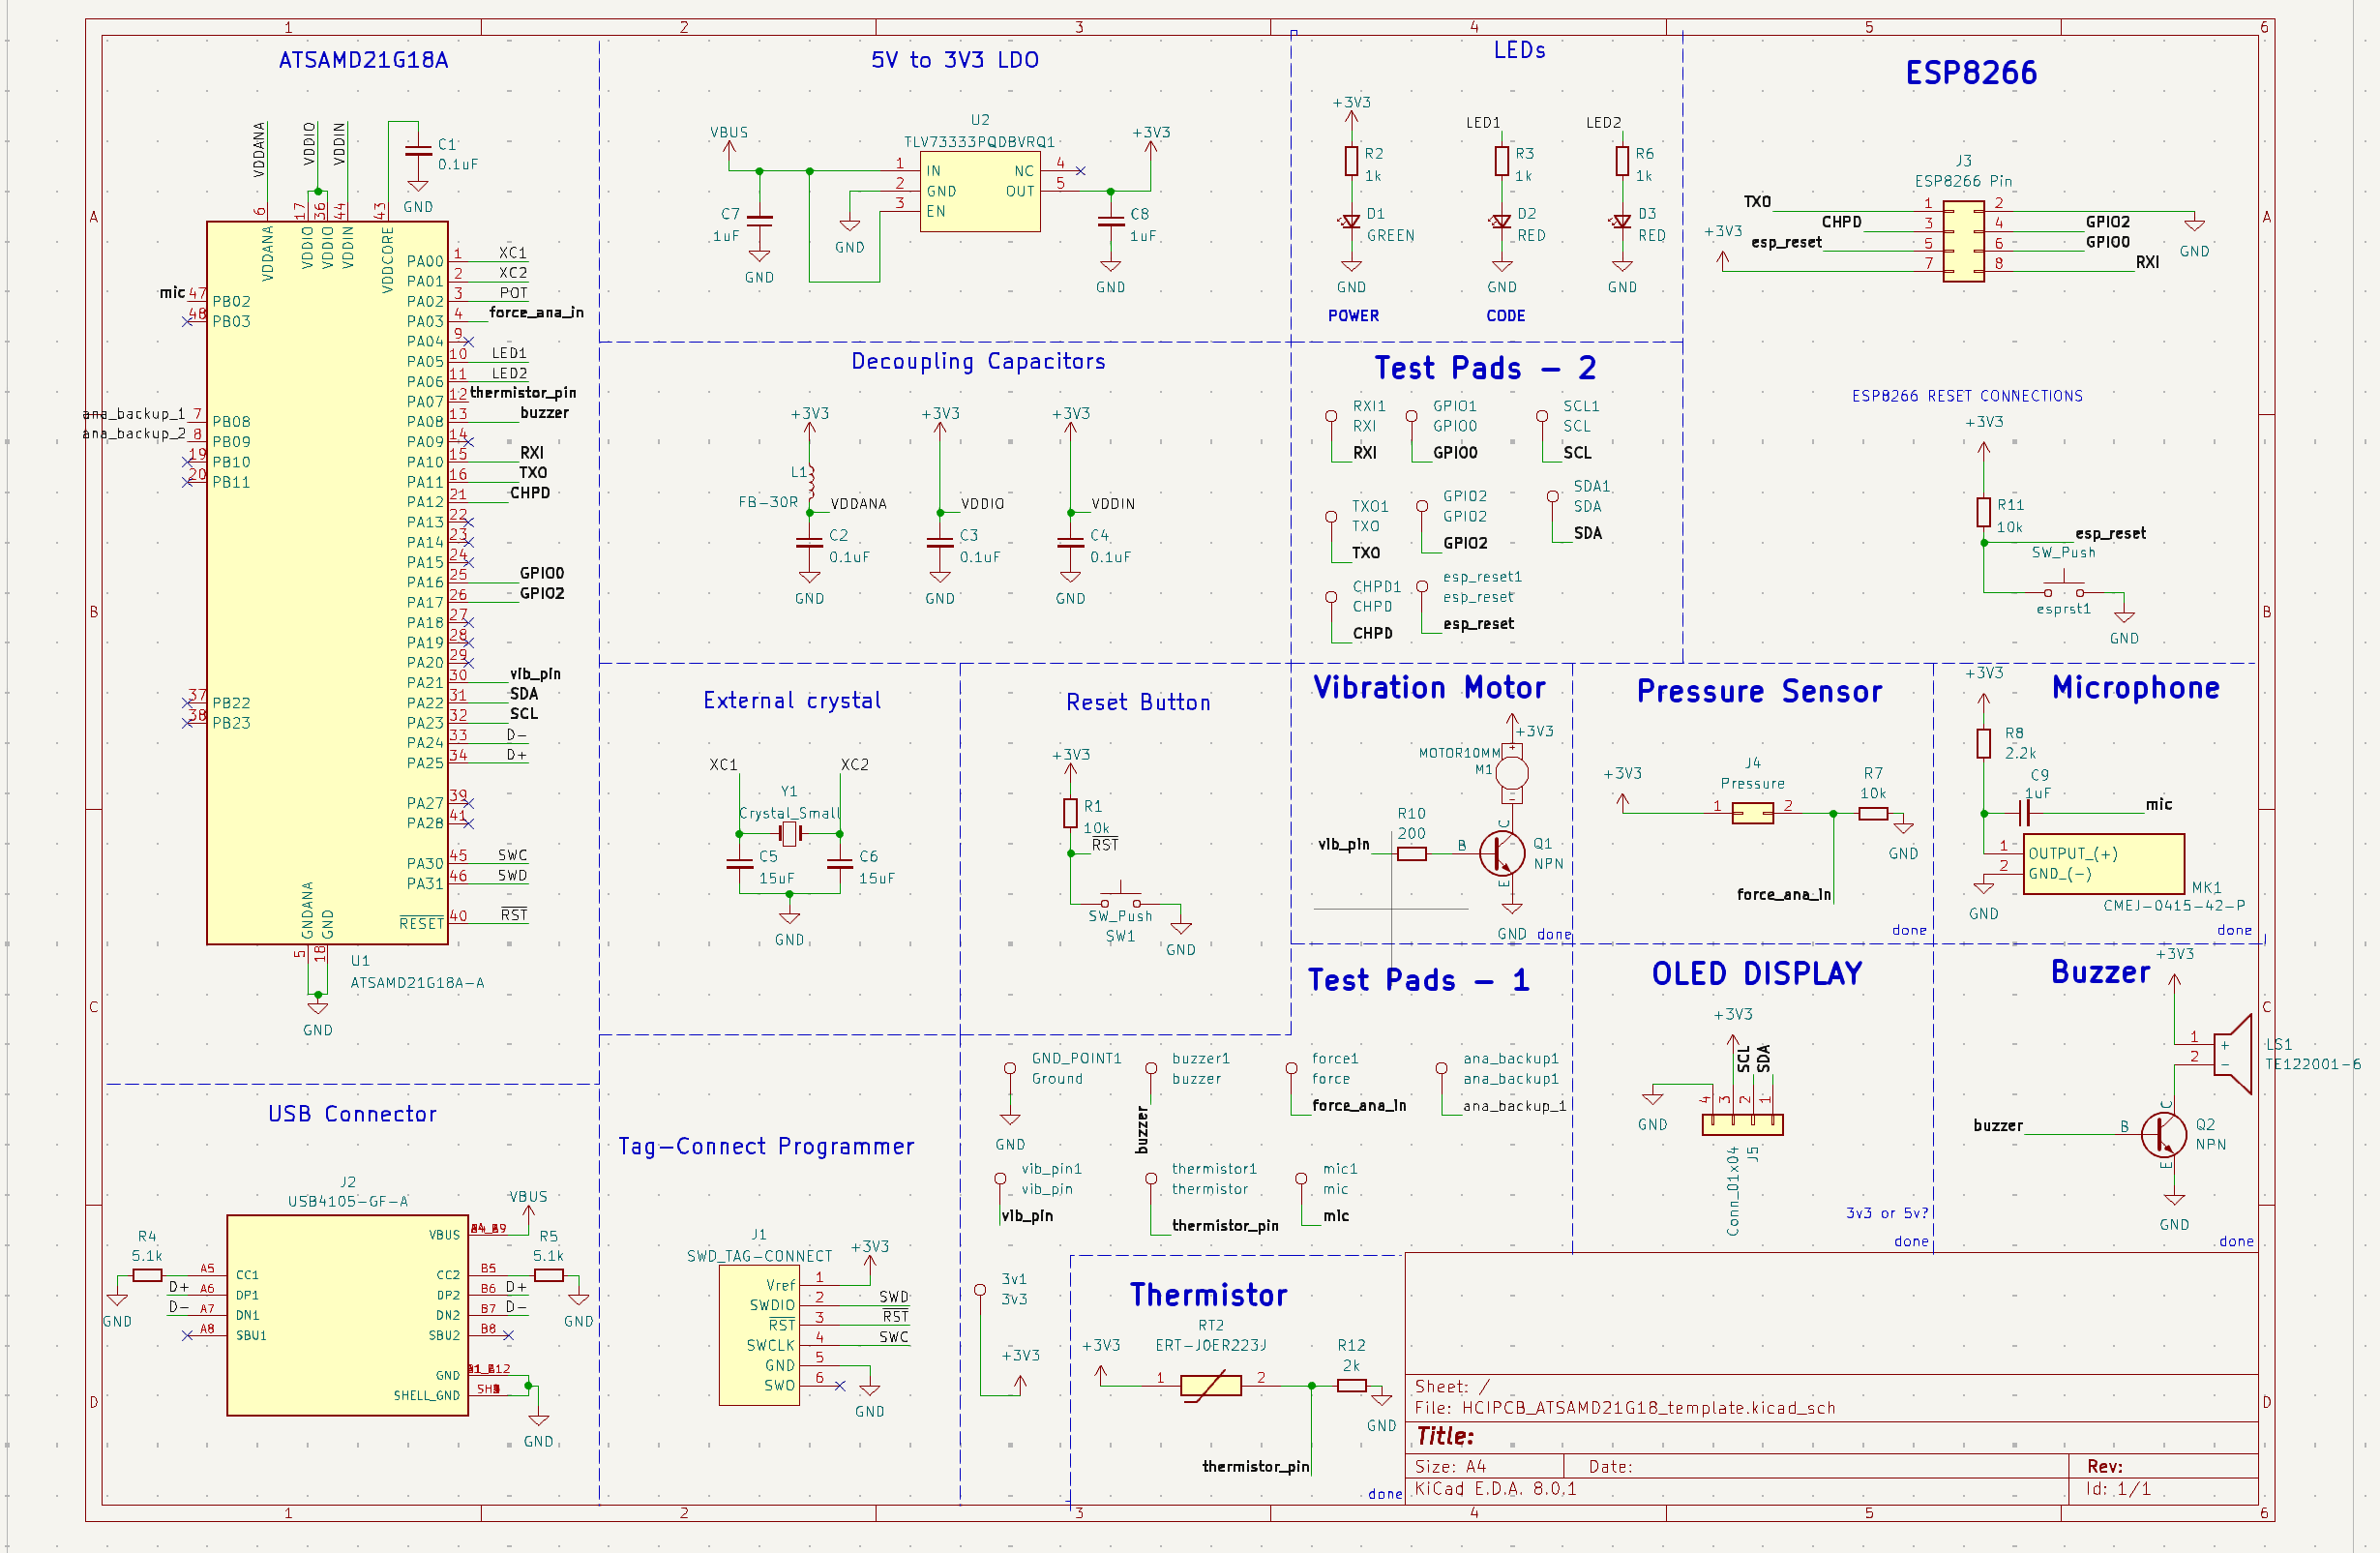 1 2 3 4 5 6
A
B
C
D
ATSAMD21G18A
VDDANA
VDDIO
VDDIN
C1
0.1uF
GND
6 17 36 44 43
VDDANA
VDDIO
VDDIO
VDDIN
VDDCORE
mic 47 PB02
48 PB03
ana_backup_1 7 PB08
ana_backup_2 8 PB09
19 PB10
20 PB11
37 PB22
38 PB23
PA00 1 XC1
PA01 2 XC2
PA02 3 POT
PA03 4 force_ana_in
PA04 9
PA05 10 LED1
PA06 11 LED2
PA07 12 thermistor_pin
PA08 13 buzzer
PA09 14
PA10 15 RXI
PA11 16 TXO
PA12 21 CHPD
PA13 22
PA14 23
PA15 24
PA16 25 GPIO0
PA17 26 GPIO2
PA18 27
PA19 28
PA20 29
PA21 30 vib_pin
PA22 31 SDA
PA23 32 SCL
PA24 33 D-
PA25 34 D+
PA27 39
PA28 41
PA30 45 SWC
PA31 46 SWD
RESET 40 RST
GNDANA
GND
5 18
U1
ATSAMD21G18A-A
GND
5V to 3V3 LDO
U2
TLV73333PQDBVRQ1
VBUS
+3V3
1 IN
2 GND
3 EN
NC 4
OUT 5
C7
1uF
GND
GND
C8
1uF
GND
LEDs
+3V3
LED1
LED2
R2
1k
R3
1k
R6
1k
D1
GREEN
D2
RED
D3
RED
GND
GND
GND
POWER
CODE
ESP8266
J3
ESP8266 Pin
TXO 1
2 GND
CHPD 3
4 GPIO2
esp_reset 5
6 GPIO0
+3V3 7
8 RXI
ESP8266 RESET CONNECTIONS
+3V3
R11
10k
esp_reset
SW_Push
esprst1
GND
Decoupling Capacitors
+3V3
+3V3
+3V3
L1
FB-30R
VDDANA
VDDIO
VDDIN
C2
0.1uF
C3
0.1uF
C4
0.1uF
GND
GND
GND
Test Pads - 2
RXI1
RXI
RXI
GPIO1
GPIO0
GPIO0
SCL1
SCL
SCL
TXO1
TXO
TXO
GPIO2
GPIO2
GPIO2
SDA1
SDA
SDA
CHPD1
CHPD
CHPD
esp_reset1
esp_reset
esp_reset
External crystal
XC1
XC2
Y1
Crystal_Small
C5
15uF
C6
15uF
GND
Reset Button
+3V3
R1
10k
RST
SW_Push
SW1
GND
Vibration Motor
+3V3
MOTOR10MM
M1
+
-
R10
200
vib_pin
B
C
E
Q1
NPN
GND
done
Pressure Sensor
+3V3
J4
Pressure
1 2
R7
10k
GND
force_ana_in
done
Microphone
+3V3
R8
2.2k
C9
1uF
mic
1 OUTPUT_(+)
2 GND_(-)
GND
MK1
CMEJ-0415-42-P
done
Test Pads - 1
GND_POINT1
Ground
GND
buzzer1
buzzer
buzzer
force1
force
force_ana_in
ana_backup1
ana_backup1
ana_backup_1
vib_pin1
vib_pin
vib_pin
thermistor1
thermistor
thermistor_pin
mic1
mic
mic
3v1
3v3
+3V3
OLED DISPLAY
+3V3
SCL
SDA
GND
4 3 2 1
Conn_01x04
J5
3v3 or 5v?
done
Buzzer
+3V3
1 +
2 -
LS1
TE122001-6
buzzer
B
C
E
Q2
NPN
GND
done
USB Connector
J2
USB4105-GF-A
VBUS
VBUS
R4
5.1k
R5
5.1k
A5 CC1
D+ A6 DP1
D- A7 DN1
A8 SBU1
CC2 B5
DP2 B6 D+
DN2 B7 D-
SBU2 B8
GND
SHELL_GND
GND
GND
GND
Tag-Connect Programmer
J1
SWD_TAG-CONNECT
+3V3
Vref 1
SWDIO 2 SWD
RST 3 RST
SWCLK 4 SWC
GND 5
SWO 6
GND
Thermistor
RT2
ERT-J0ER223J
+3V3
1 2
R12
2k
GND
thermistor_pin
done
Sheet: /
File: HCIPCB_ATSAMD21G18_template.kicad_sch
Title:
Size: A4 Date: Rev:
KiCad E.D.A. 8.0.1 Id: 1/1
1 2 3 4 5 6
A
B
C
D